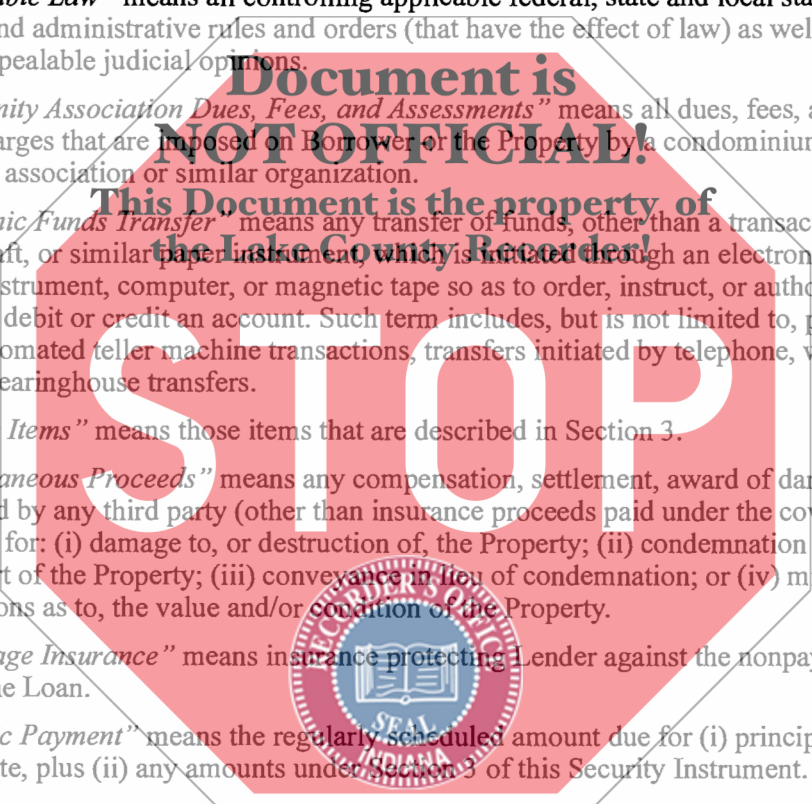 able Law" means all controlling applicable federal, state and local sta
nd administrative rules and orders (that have the effect of law) as wel
pealable judicial opinions.
Document is
nity Association Dues, Fees, and Assessments" means all dues, fees, a
NOT OFFICIAL!
arges that are imposed on Borrower or the Property by a condominiu
association or similar organization.
This Document is the property of
nic Funds Transfer" means any transfer of funds, other than a transac
the Lake County Recorder!
aft, or similar paper instrument, which is initiated through an electron
strument, computer, or magnetic tape so as to order, instruct, or autho
debit or credit an account. Such term includes, but is not limited to, p
omated teller machine transactions, transfers initiated by telephone, w
earinghouse transfers.
STOP
Items" means those items that are described in Section 3.
aneous Proceeds" means any compensation, settlement, award of da
d by any third party (other than insurance proceeds paid under the co
for: (i) damage to, or destruction of, the Property; (ii) condemnation
t of the Property; (iii) conveyance in lieu of condemnation; or (iv) m
ons as to, the value and/or condition of the Property.
RECORDER'S OFFICE
age Insurance" means insurance protecting Lender against the nonpa
e Loan.
SEAL
INDIANA
c Payment" means the regularly scheduled amount due for (i) princip
te, plus (ii) any amounts under Section 3 of this Security Instrument.